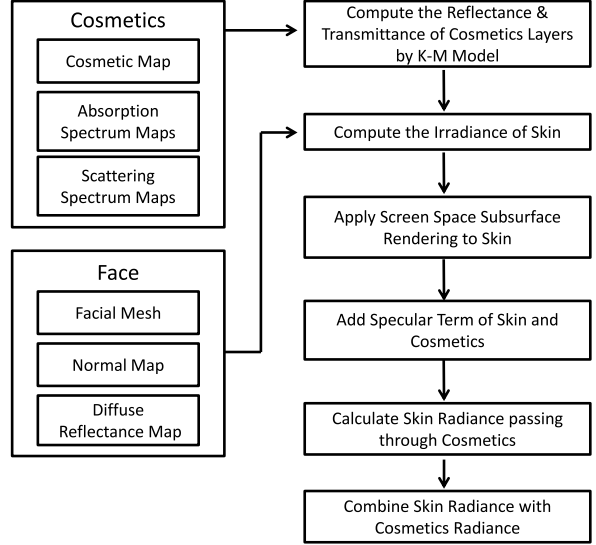 Cosmetics
Cosmetic Map
Absorption
Spectrum Maps
Scattering
Spectrum Maps
Face
Facial Mesh
Normal Map
Diffuse
Reflectance Map
Compute the Reflectance &
Transmittance of Cosmetics Layers
by K-M Model
Compute the Irradiance of Skin
Apply Screen Space Subsurface
Rendering to Skin
Add Specular Term of Skin and
Cosmetics
Calculate Skin Radiance passing
through Cosmetics
Combine Skin Radiance with
Cosmetics Radiance